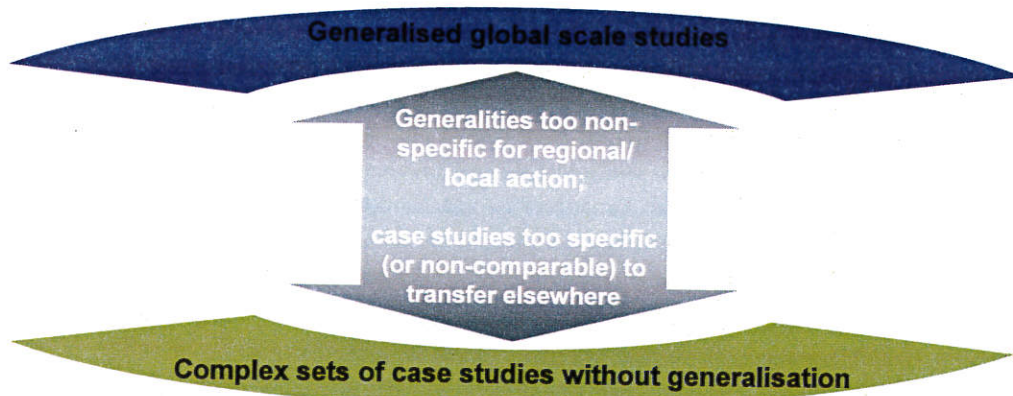 Generalised global scale studies
Generalities too non-
specific for regional/
local action;
case studies too specific
(or non-comparable) to
transfer elsewhere
Complex sets of case studies without generalisation